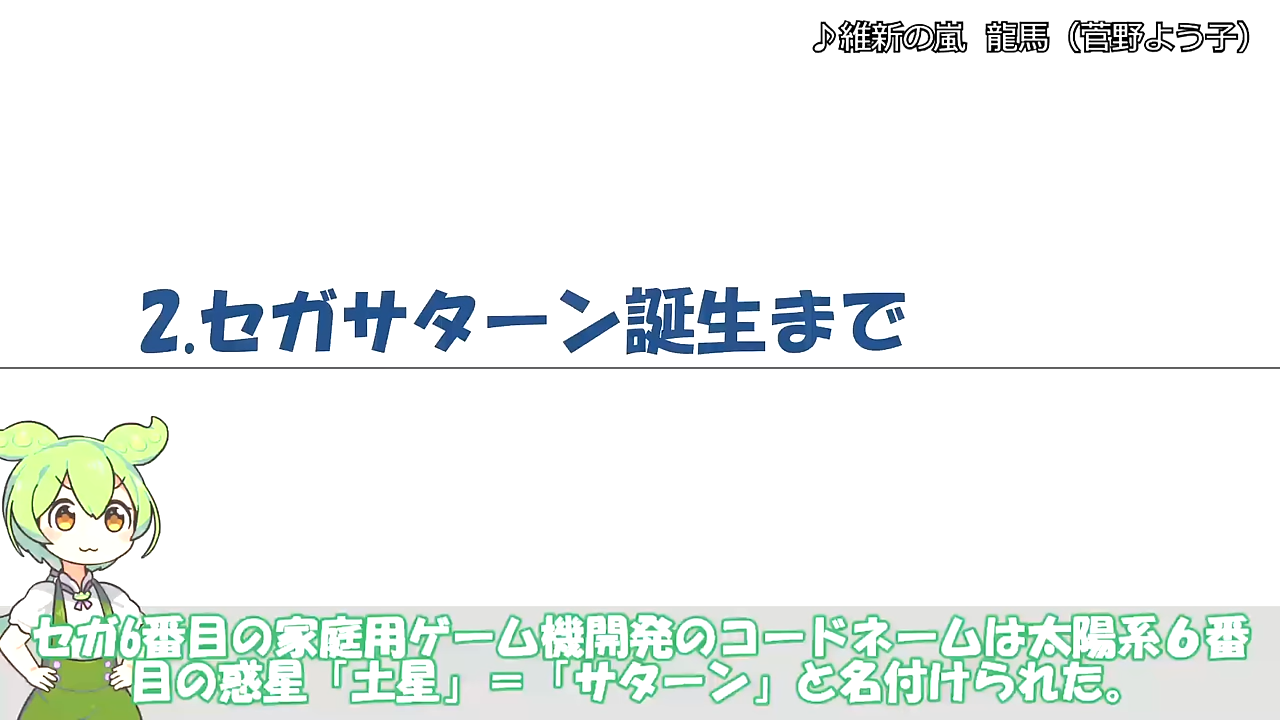 ♪維新の嵐 龍馬（菅野よう子）
2.セガサターン誕生まで
セガ6番目の家庭用ゲーム機開発のコードネームは太陽系６番
目の惑星「土星」＝「サターン」と名付けられた。